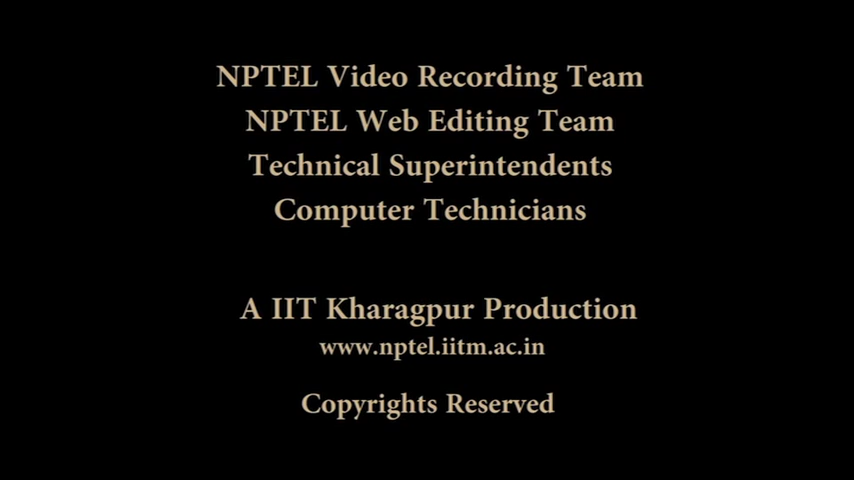 NPTEL Video Recording Team
NPTEL Web Editing Team
Technical Superintendents
Computer Technicians
A IIT Kharagpur Production
www.nptel.iitm.ac.in
Copyrights Reserved